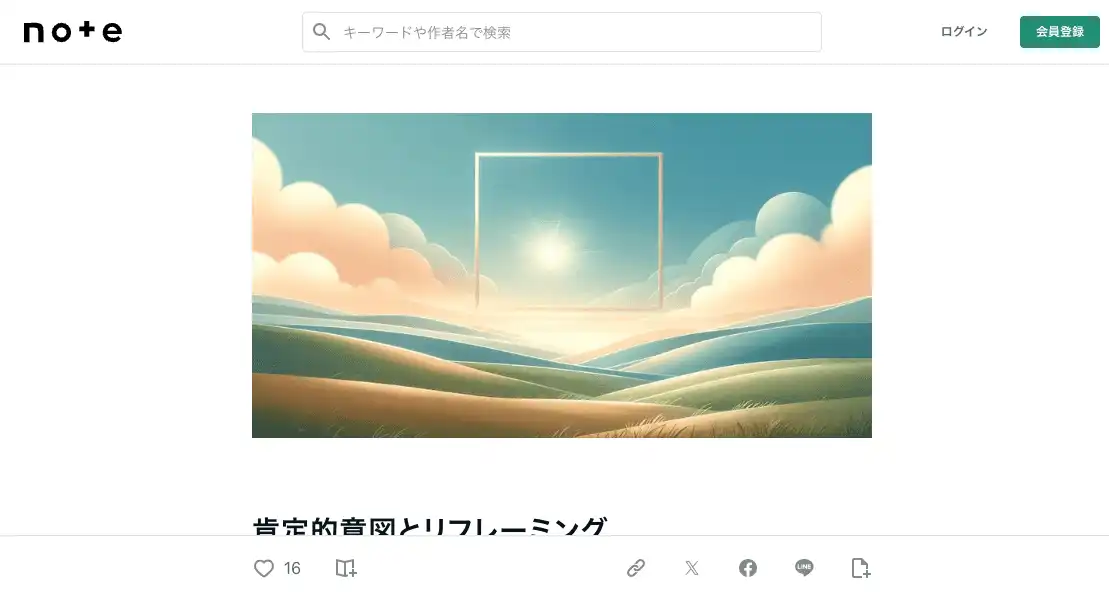 note
キーワードや作者名で検索
ログイン
会員登録
肯定的意図とリフレーミング
16
LINE